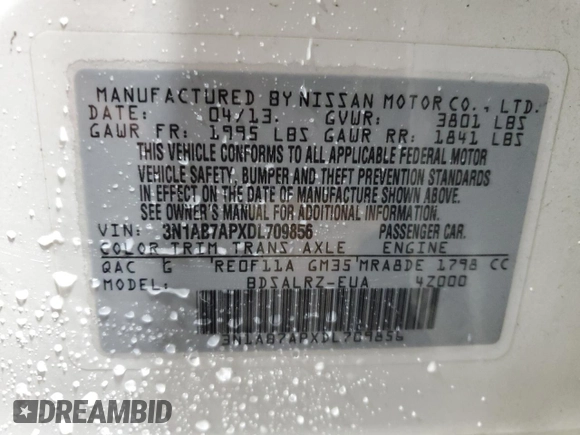 MANUFACTURED BY NISSAN MOTOR CO., LTD.
DATE: 04/13. GVWR: 3801 LBS
GAWR FR: 1995 LBS GAWR RR: 1841 LBS
THIS VEHICLE CONFORMS TO ALL APPLICABLE FEDERAL MOTOR
VEHICLE SAFETY, BUMPER AND THEFT PREVENTION STANDARDS
IN EFFECT ON THE DATE OF MANUFACTURE SHOWN ABOVE.
SEE OWNER'S MANUAL FOR ADDITIONAL INFORMATION.
VIN: 3N1AB7APXDL709856 PASSENGER CAR.
COLOR TRIM TRANS AXLE ENGINE
QAC G RE0F11A GM35 MRA8DE 1798 CC
MODEL: BDSALRZ-EUA 4Z000
3N1AB7APXDL709856
DREAMBID